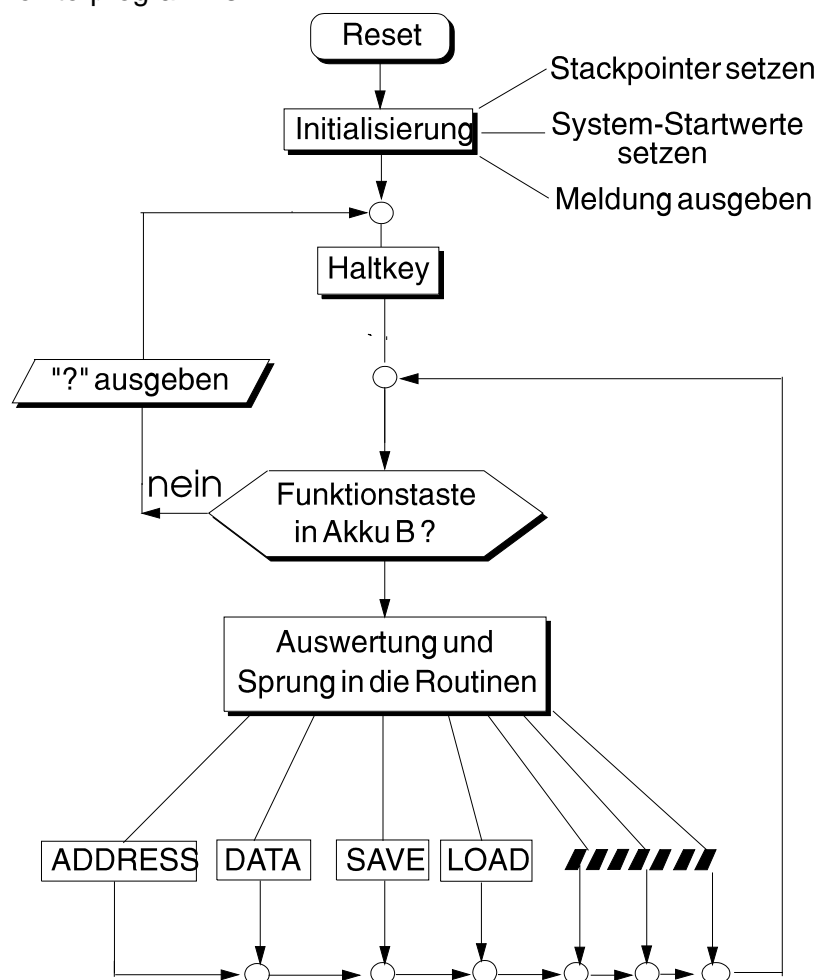 Reset
Stackpointer setzen
Initialisierung
System-Startwerte
setzen
Meldung ausgeben
Haltkey
"?" ausgeben
nein
Funktionstaste
in Akku B ?
Auswertung und
Sprung in die Routinen
ADDRESS
DATA
SAVE
LOAD